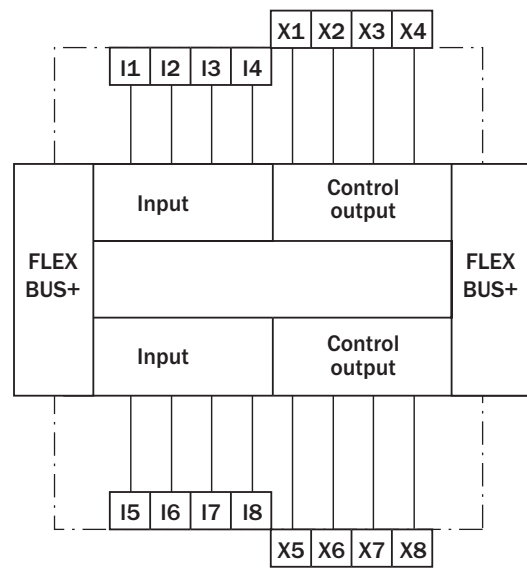 X1 X2 X3 X4
I1 I2 I3 I4
Input
Control
output
FLEX
BUS+
FLEX
BUS+
Input
Control
output
I5 I6 I7 I8
X5 X6 X7 X8